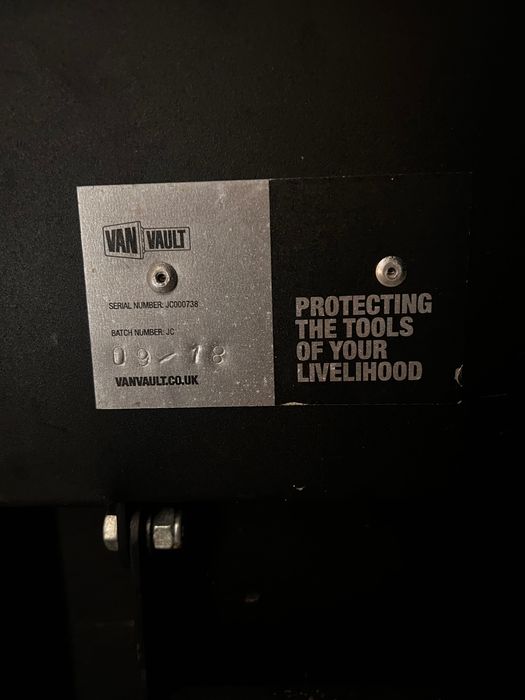 VAN VAULT
SERIAL NUMBER: JC000738
BATCH NUMBER: JC
09/18
VANVAULT.CO.UK
PROTECTING
THE TOOLS
OF YOUR
LIVELIHOOD